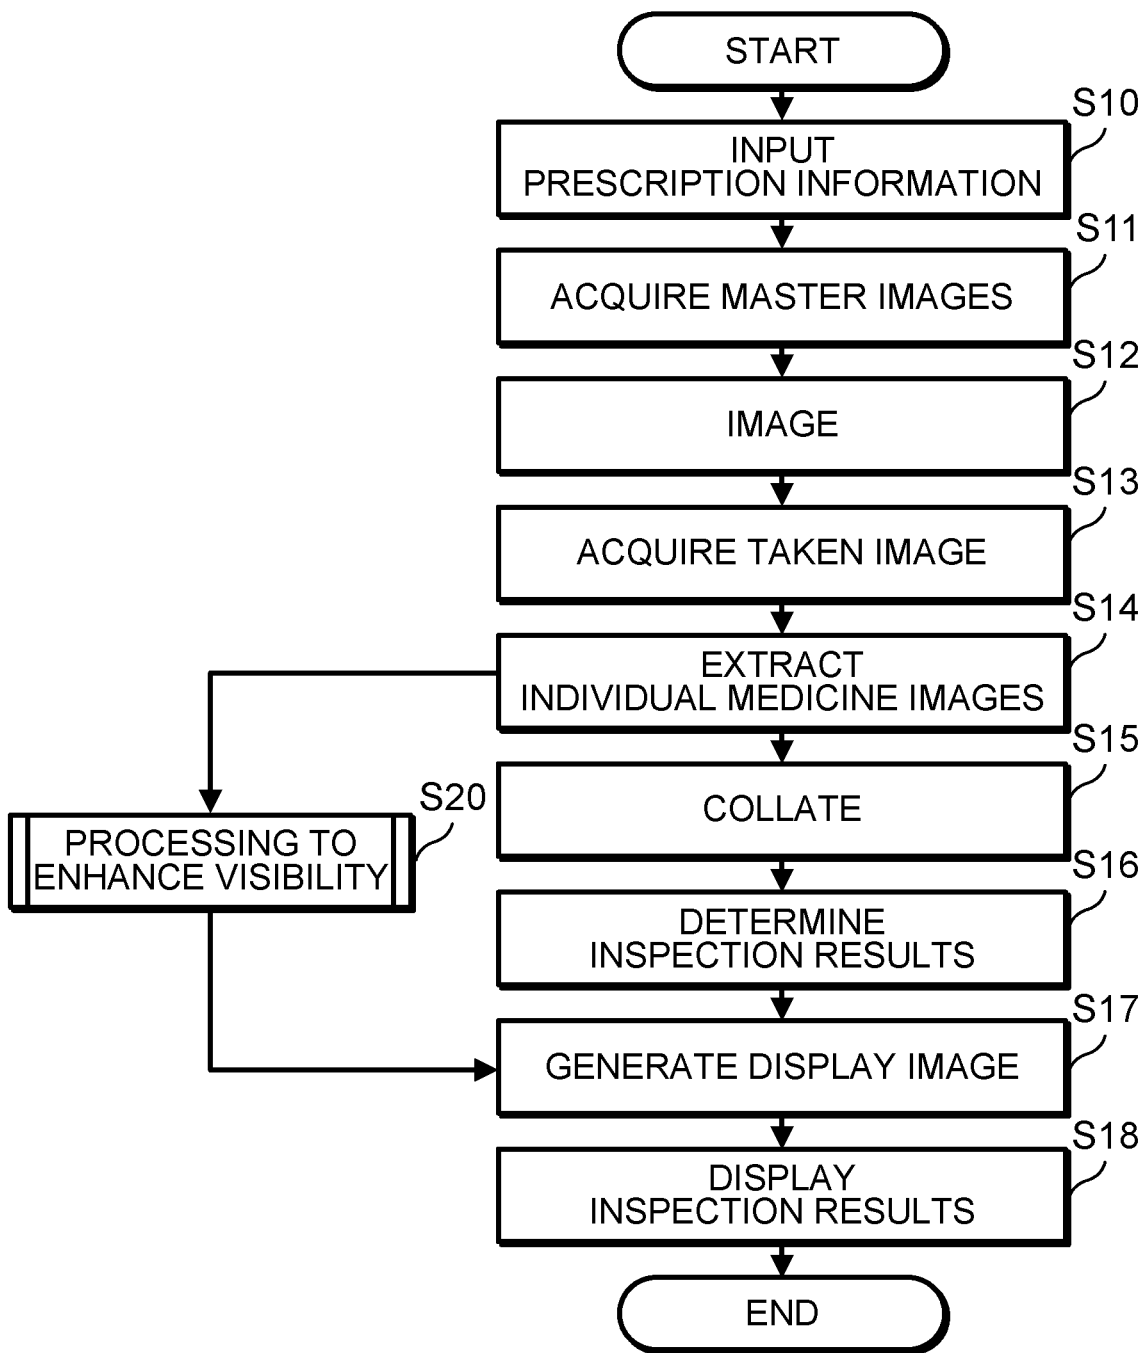 START
S10
INPUT
PRESCRIPTION INFORMATION
S11
ACQUIRE MASTER IMAGES
S12
IMAGE
S13
ACQUIRE TAKEN IMAGE
S14
EXTRACT
INDIVIDUAL MEDICINE IMAGES
S15
COLLATE
S20
PROCESSING TO
ENHANCE VISIBILITY
S16
DETERMINE
INSPECTION RESULTS
S17
GENERATE DISPLAY IMAGE
S18
DISPLAY
INSPECTION RESULTS
END